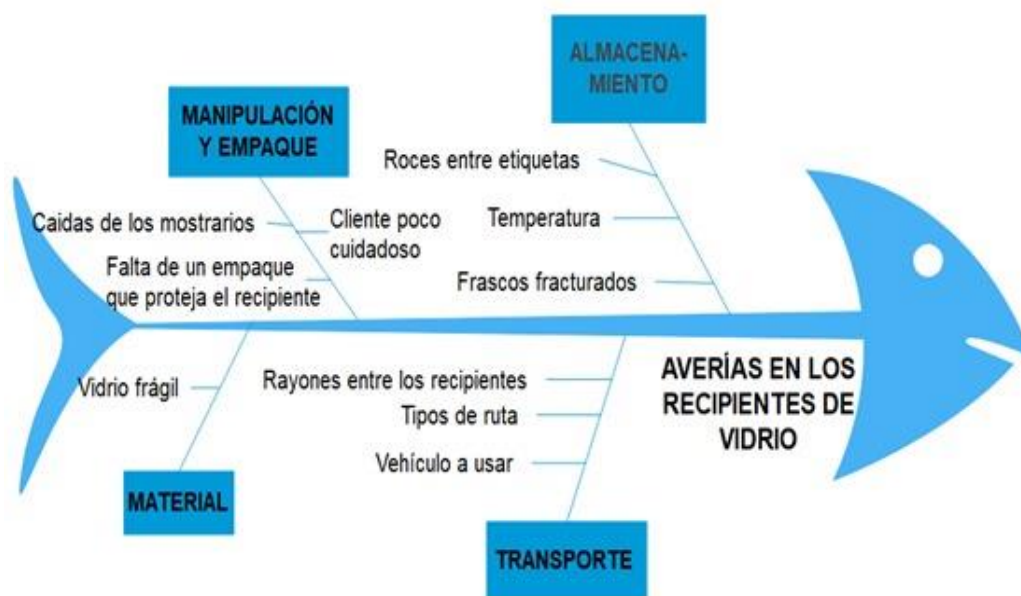 ALMACENA-
MIENTO
MANIPULACIÓN
Y EMPAQUE
Roces entre etiquetas
Caidas de los mostrarios
Cliente poco
cuidadoso
Temperatura
Falta de un empaque
que proteja el recipiente
Frascos fracturados
Vidrio frágil
Rayones entre los recipientes
Tipos de ruta
Vehículo a usar
AVERÍAS EN LOS
RECIPIENTES DE
VIDRIO
MATERIAL
TRANSPORTE